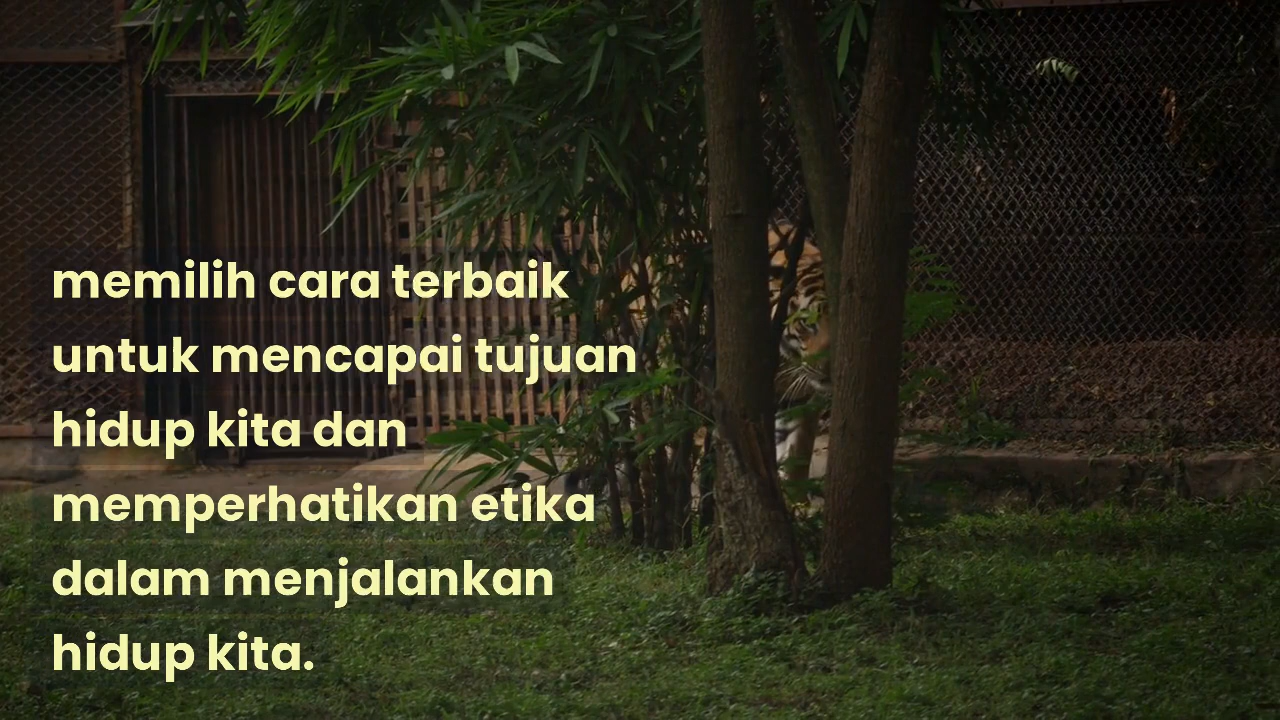 memilih cara terbaik
untuk mencapai tujuan
hidup kita dan
memperhatikan etika
dalam menjalankan
hidup kita.